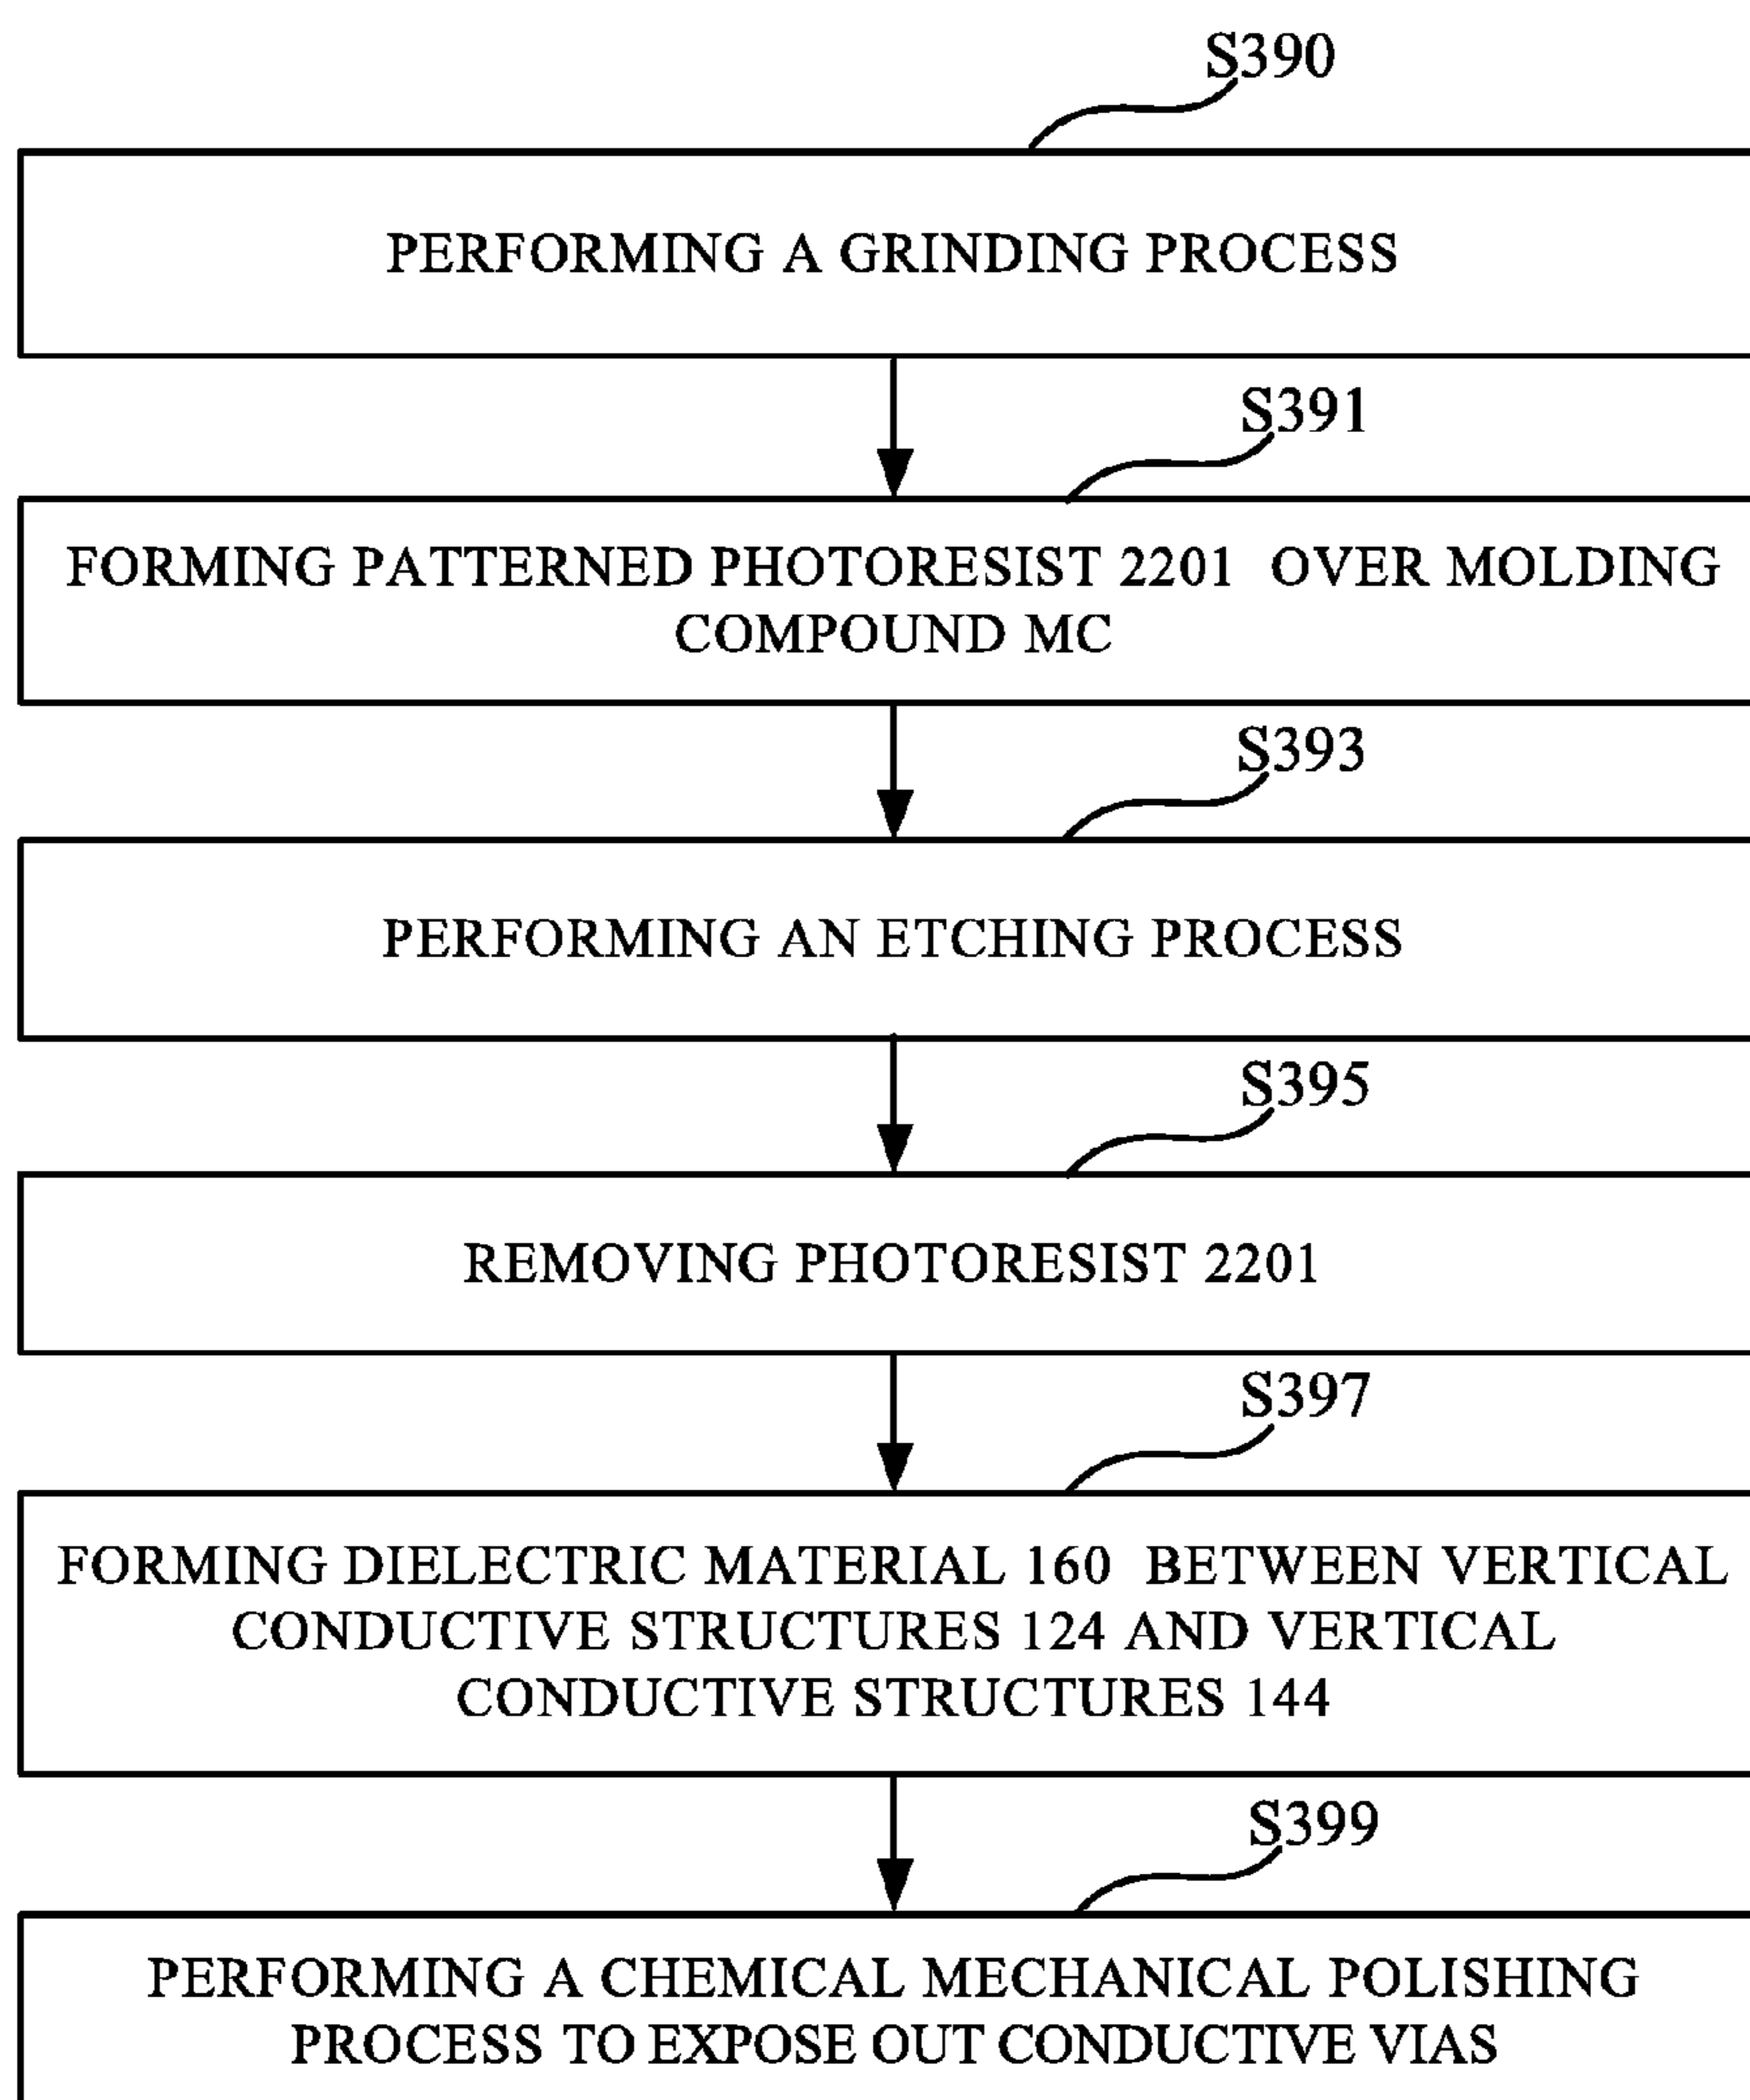 S390
PERFORMING A GRINDING PROCESS
S391
FORMING PATTERNED PHOTORESIST 2201 OVER MOLDING
COMPOUND MC
S393
PERFORMING AN ETCHING PROCESS
S395
REMOVING PHOTORESIST 2201
S397
FORMING DIELECTRIC MATERIAL 160 BETWEEN VERTICAL
CONDUCTIVE STRUCTURES 124 AND VERTICAL
CONDUCTIVE STRUCTURES 144
S399
PERFORMING A CHEMICAL MECHANICAL POLISHING
PROCESS TO EXPOSE OUT CONDUCTIVE VIAS